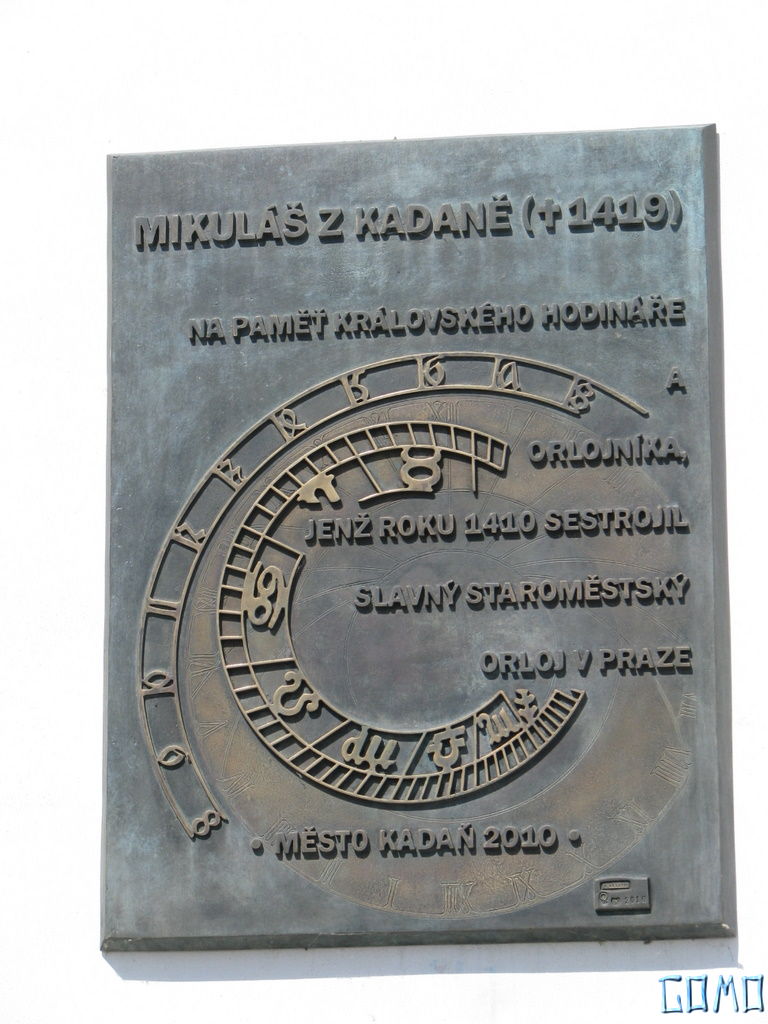 MIKULÁŠ Z KADANĚ (✝1419)
NA PAMĚŤ KRÁLOVSKÉHO HODINÁŘE
A
ORLOJNÍKA,
JENŽ ROKU 1410 SESTROJIL
SLAVNÝ STAROMĚSTSKÝ
ORLOJ V PRAZE
• MĚSTO KADAŇ 2010 •
2010
GOMO